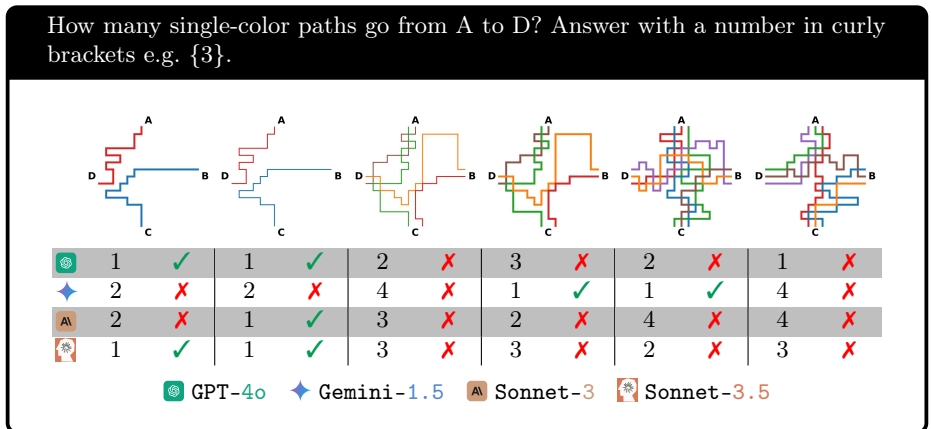 How many single-color paths go from A to D? Answer with a number in curly
brackets e.g. {3}.
A A A A A A
D B D B D B D B D B D B
C C C C C C
1 ✓ 1 ✓ 2 ✗ 3 ✗ 2 ✗ 1 ✗
2 ✗ 2 ✗ 4 ✗ 1 ✓ 1 ✓ 4 ✗
2 ✗ 1 ✓ 3 ✗ 2 ✗ 4 ✗ 4 ✗
1 ✓ 1 ✓ 3 ✗ 3 ✗ 2 ✗ 3 ✗
GPT-4o Gemini-1.5 Sonnet-3 Sonnet-3.5